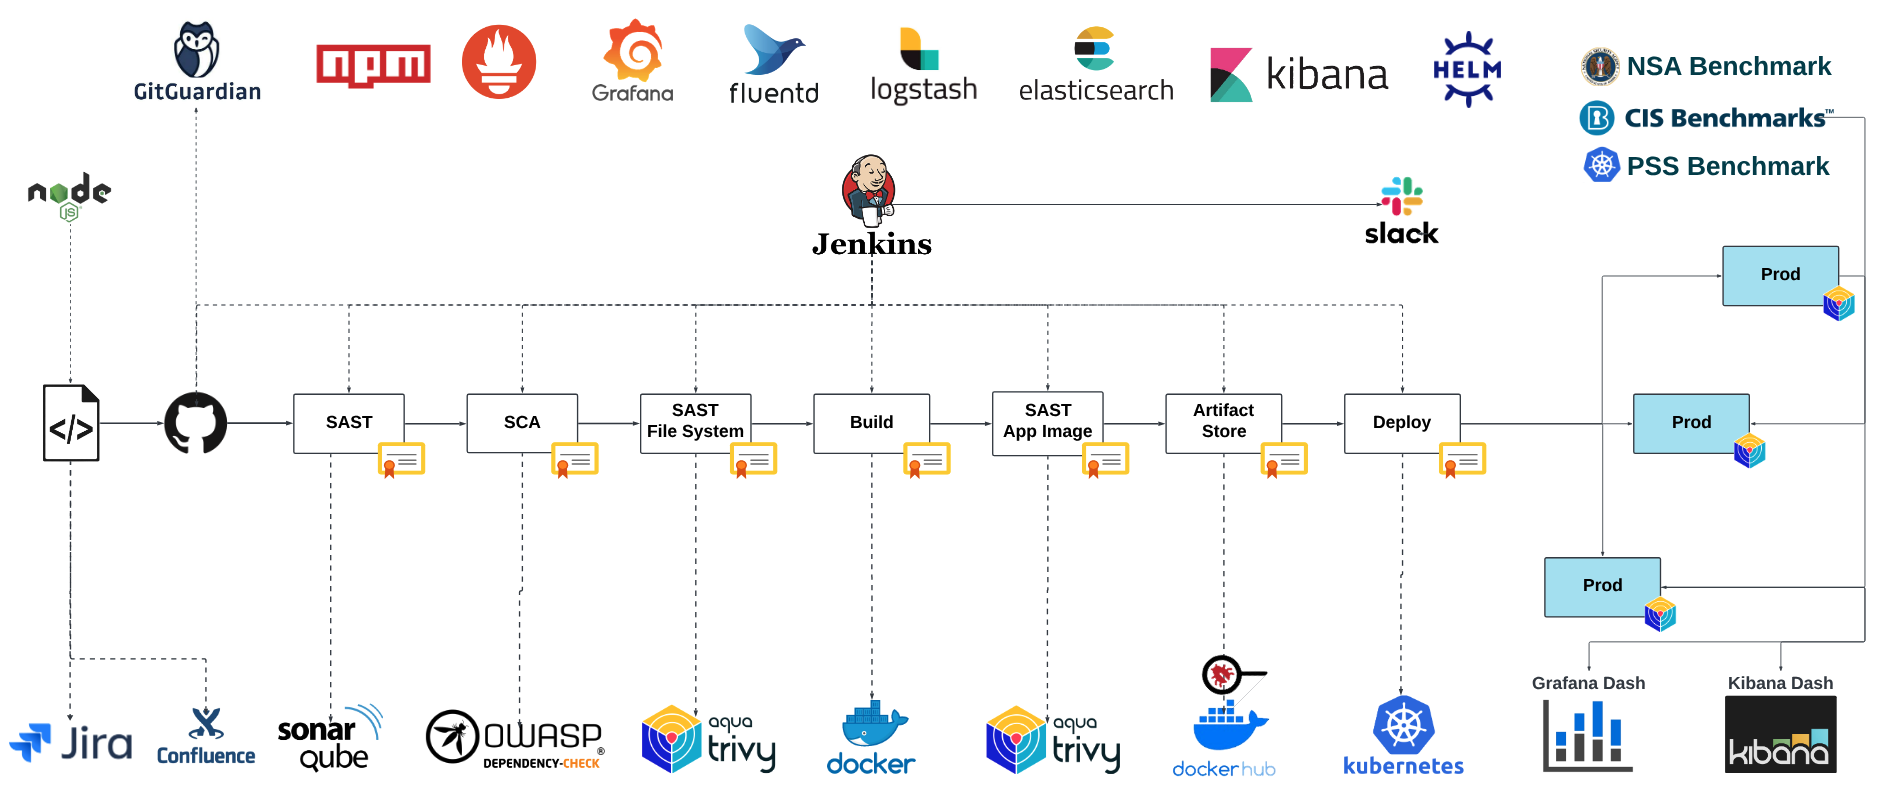 GitGuardian
npm
Grafana
fluentd
logstash
elasticsearch
kibana
HELM
NSA Benchmark
CIS Benchmarks™
PSS Benchmark
node
JS
Jenkins
slack
Prod
</>
SAST
SCA
SAST
File System
Build
SAST
App Image
Artifact
Store
Deploy
Prod
Prod
Grafana Dash
Kibana Dash
Jira
Confluence
sonar
qube
OWASP®
DEPENDENCY-CHECK
aqua
trivy
docker
aqua
trivy
dockerhub
kubernetes
kibana